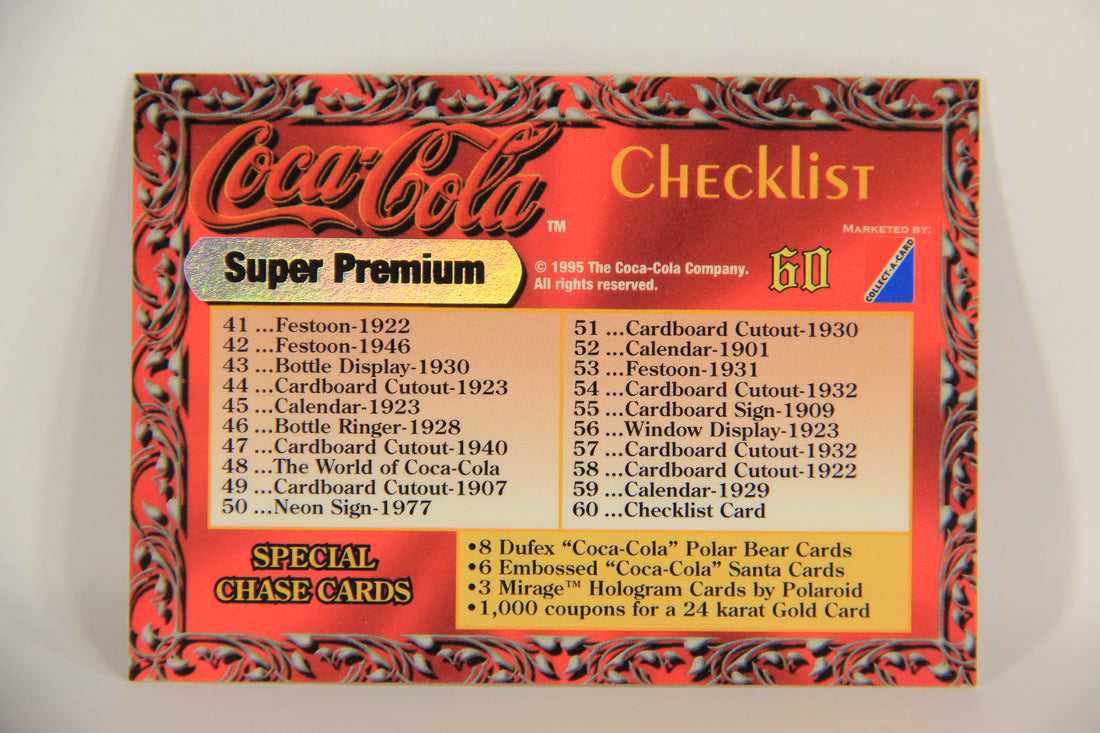 Coca-Cola TM
Checklist
MARKETED BY:
Super Premium
© 1995 The Coca-Cola Company.
All rights reserved.
60
COLLECT-A-CARD
41 ...Festoon-1922
42 ...Festoon-1946
43 ...Bottle Display-1930
44 ...Cardboard Cutout-1923
45 ...Calendar-1923
46 ...Bottle Ringer-1928
47 ...Cardboard Cutout-1940
48 ...The World of Coca-Cola
49 ...Cardboard Cutout-1907
50 ...Neon Sign-1977
51 ...Cardboard Cutout-1930
52 ...Calendar-1901
53 ...Festoon-1931
54 ...Cardboard Cutout-1932
55 ...Cardboard Sign-1909
56 ...Window Display-1923
57 ...Cardboard Cutout-1932
58 ...Cardboard Cutout-1922
59 ...Calendar-1929
60 ...Checklist Card
SPECIAL
CHASE CARDS
•8 Dufex “Coca-Cola” Polar Bear Cards
•6 Embossed “Coca-Cola” Santa Cards
•3 Mirage™ Hologram Cards by Polaroid
•1,000 coupons for a 24 karat Gold Card